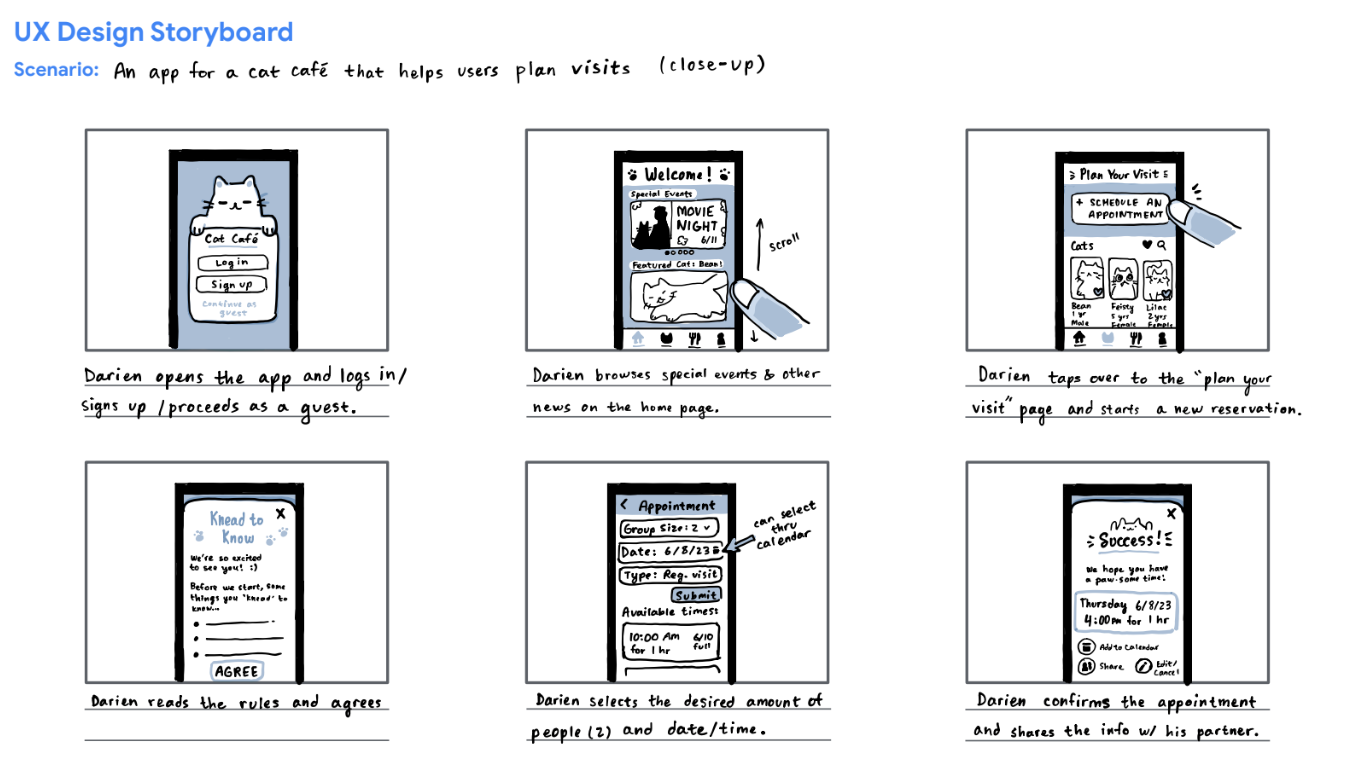 UX Design Storyboard
Scenario: An app for a cat café that helps users plan visits (close-up)
Cat Café
Log in
Sign up
Continue as
guest
Darien opens the app and logs in/
signs up /proceeds as a guest.
Welcome!
Special Events
MOVIE
NIGHT
6/11
Featured Cat: Bean!
scroll
Darien browses special events & other
news on the home page.
Plan Your Visit
+ SCHEDULE AN
APPOINTMENT
Cats
Bean Feisty Lilac
1 yr 5 yrs 2 yrs
Male Female Female
Darien taps over to the "plan your
visit" page and starts a new reservation.
Knead to X
Know
We're so excited
to see you! :)
Before we start, some
things you "knead" to
know...
AGREE
Darien reads the rules and agrees
< Appointment
Group Size: 2
Date: 6/8/23
Type: Reg. visit
Submit
Available times:
10:00 AM 6/10
for 1 hr full
can select
thru
calendar
Darien selects the desired amount of
people (2) and date/time.
X
Success!
We hope you have
a paw-some time!
Thursday 6/8/23
4:00 PM for 1 hr
Add to Calendar
Share Edit/
Cancel
Darien confirms the appointment
and shares the info w/ his partner.